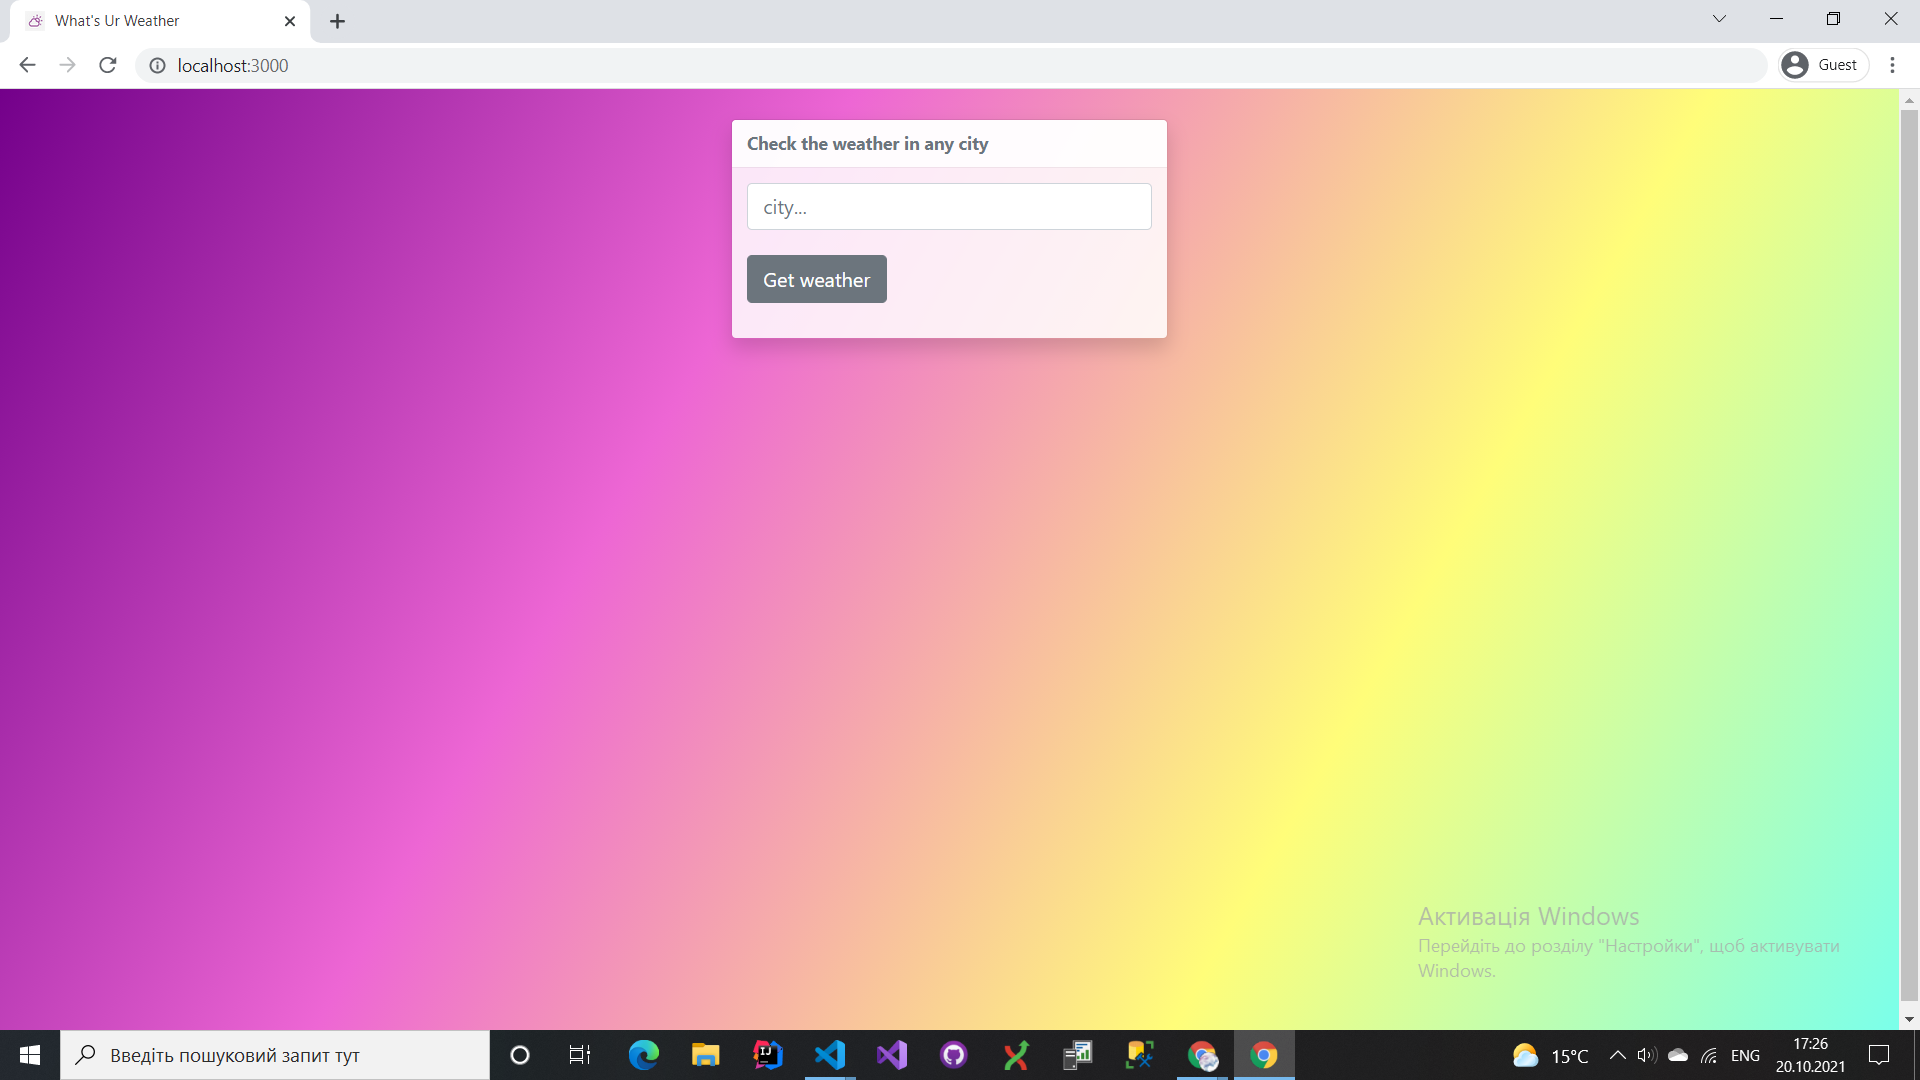 What's Ur Weather
localhost:3000
Guest
Check the weather in any city
city...
Get weather
Активація Windows
Перейдіть до розділу "Настройки", щоб активувати
Windows.
Введіть пошуковий запит тут
15°C
ENG
17:26
20.10.2021